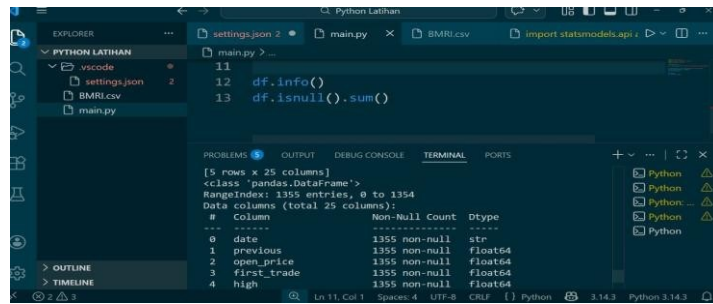 Python Latihan
EXPLORER
settings.json 2
main.py
BMRI.csv
import statsmodels.api
PYTHON LATIHAN
main.py > ...
.vscode
settings.json 2
BMRI.csv
main.py
11
12 df.info()
13 df.isnull().sum()
PROBLEMS 5 OUTPUT DEBUG CONSOLE TERMINAL PORTS
[5 rows x 25 columns]
<class 'pandas.DataFrame'>
RangeIndex: 1355 entries, 0 to 1354
Data columns (total 25 columns):
# Column Non-Null Count Dtype
--- ------ -------------- -----
0 date 1355 non-null str
1 previous 1355 non-null float64
2 open_price 1355 non-null float64
3 first_trade 1355 non-null float64
4 high 1355 non-null float64
Python
Python
Python: ...
Python
Python
OUTLINE
TIMELINE
2 3 Ln 11, Col 1 Spaces: 4 UTF-8 CRLF { } Python 3.14.3 Python 3.14.3